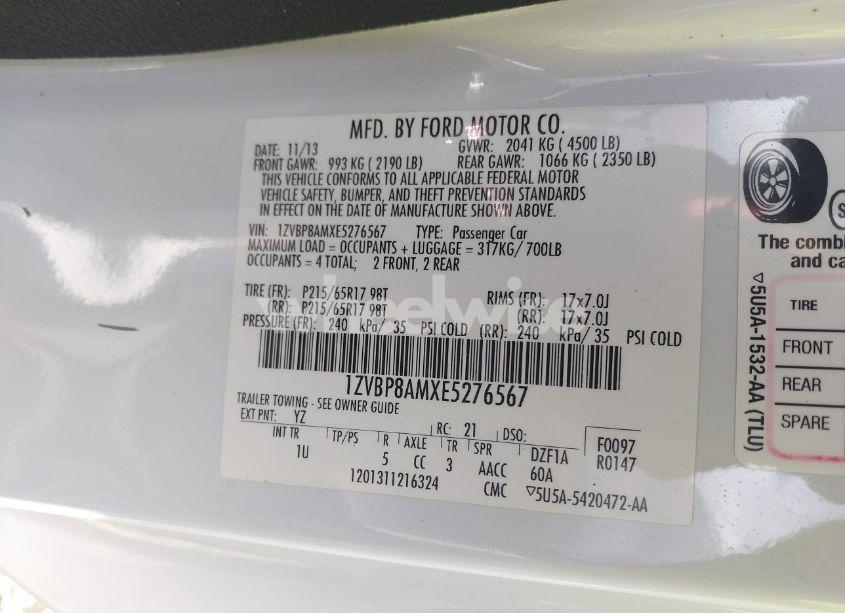 MFD. BY FORD MOTOR CO.
DATE: 11/13 GVWR: 2041 KG ( 4500 LB)
FRONT GAWR: 993 KG ( 2190 LB) REAR GAWR: 1066 KG ( 2350 LB)
THIS VEHICLE CONFORMS TO ALL APPLICABLE FEDERAL MOTOR
VEHICLE SAFETY, BUMPER, AND THEFT PREVENTION STANDARDS
IN EFFECT ON THE DATE OF MANUFACTURE SHOWN ABOVE.
VIN: 1ZVBP8AMXE5276567 TYPE: Passenger Car
MAXIMUM LOAD = OCCUPANTS + LUGGAGE = 317KG/ 700LB
OCCUPANTS = 4 TOTAL; 2 FRONT, 2 REAR
TIRE (FR): P215/65R17 98T RIMS (FR): 17x7.0J
(RR): P215/65R17 98T (RR): 17x7.0J
PRESSURE (FR): 240 kPa/ 35 PSI COLD (RR): 240 kPa/ 35 PSI COLD
wheelwise
1ZVBP8AMXE5276567
TRAILER TOWING - SEE OWNER GUIDE
EXT PNT: YZ RC: 21 DSO: F0097
INT TR TP/PS R AXLE TR SPR DZF1A R0147
1U 5 CC 3 AACC 60A
1201311216324 CMC ▽5U5A-5420472-AA
The combi
and ca
TIRE
FRONT
REAR
SPARE
▽5U5A-1532-AA (TLU)